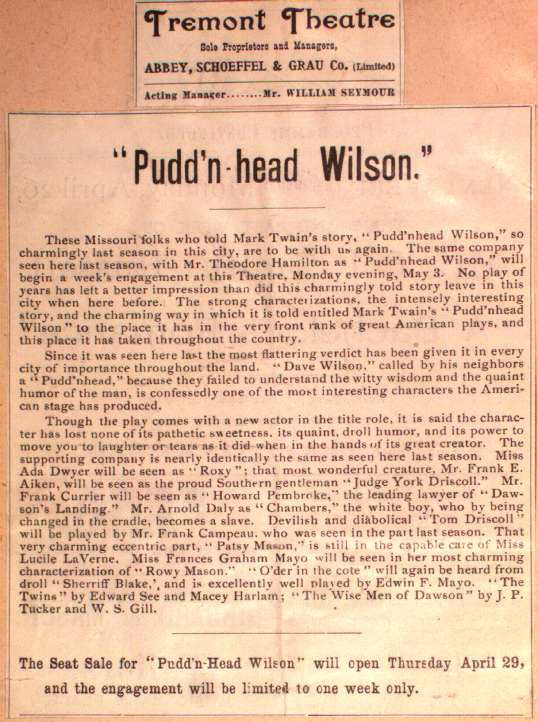 Tremont Theatre
Sole Proprietors and Managers,
ABBEY, SCHOEFFEL & GRAU CO. (Limited)
Acting Manager........Mr. WILLIAM SEYMOUR
"Pudd'n-head Wilson."
These Missouri folks who told Mark Twain's story, "Pudd'nhead Wilson," so
charmingly last season in this city, are to be with us again. The same company
seen here last season, with Mr. Theodore Hamilton as "Pudd'nhead Wilson," will
begin a week's engagement at this Theatre, Monday evening, May 3. No play of
years has left a better impression than did this charmingly told story leave in this
city when here before. The strong characterizations, the intensely interesting
story, and the charming way in which it is told entitled Mark Twain's "Pudd'nhead
Wilson" to the place it has in the very front rank of great American plays, and
this place it has taken throughout the country.
Since it was seen here last the most flattering verdict has been given it in every
city of importance throughout the land. "Dave Wilson," called by his neighbors
a "Pudd'nhead," because they failed to understand the witty wisdom and the quaint
humor of the man, is confessedly one of the most interesting characters the Ameri-
can stage has produced.
Though the play comes with a new actor in the title role, it is said the charac-
ter has lost none of its pathetic sweetness, its quaint, droll humor, and its power to
move you to laughter or tears as it did when in the hands of its great creator. The
supporting company is nearly identically the same as seen here last season. Miss
Ada Dwyer will be seen as "Roxy"; that most wonderful creature, Mr. Frank E.
Aiken, will be seen as the proud Southern gentleman "Judge York Driscoll." Mr.
Frank Currier will be seen as "Howard Pembroke," the leading lawyer of "Daw-
son's Landing." Mr. Arnold Daly as "Chambers," the white boy, who by being
changed in the cradle, becomes a slave. Devilish and diabolical "Tom Driscoll"
will be played by Mr. Frank Campeau, who was seen in the part last season. That
very charming eccentric part, "Patsy Mason," is still in the capable care of Miss
Lucile LaVerne. Miss Frances Graham Mayo will be seen in her most charming
characterization of "Rowy Mason." "O'der in the cote" will again be heard from
droll "Sherriff Blake,', and is excellently well played by Edwin F. Mayo. "The
Twins" by Edward See and Macey Harlam; "The Wise Men of Dawson" by J. P.
Tucker and W. S. Gill.
The Seat Sale for "Pudd'n-Head Wilson" will open Thursday April 29,
and the engagement will be limited to one week only.